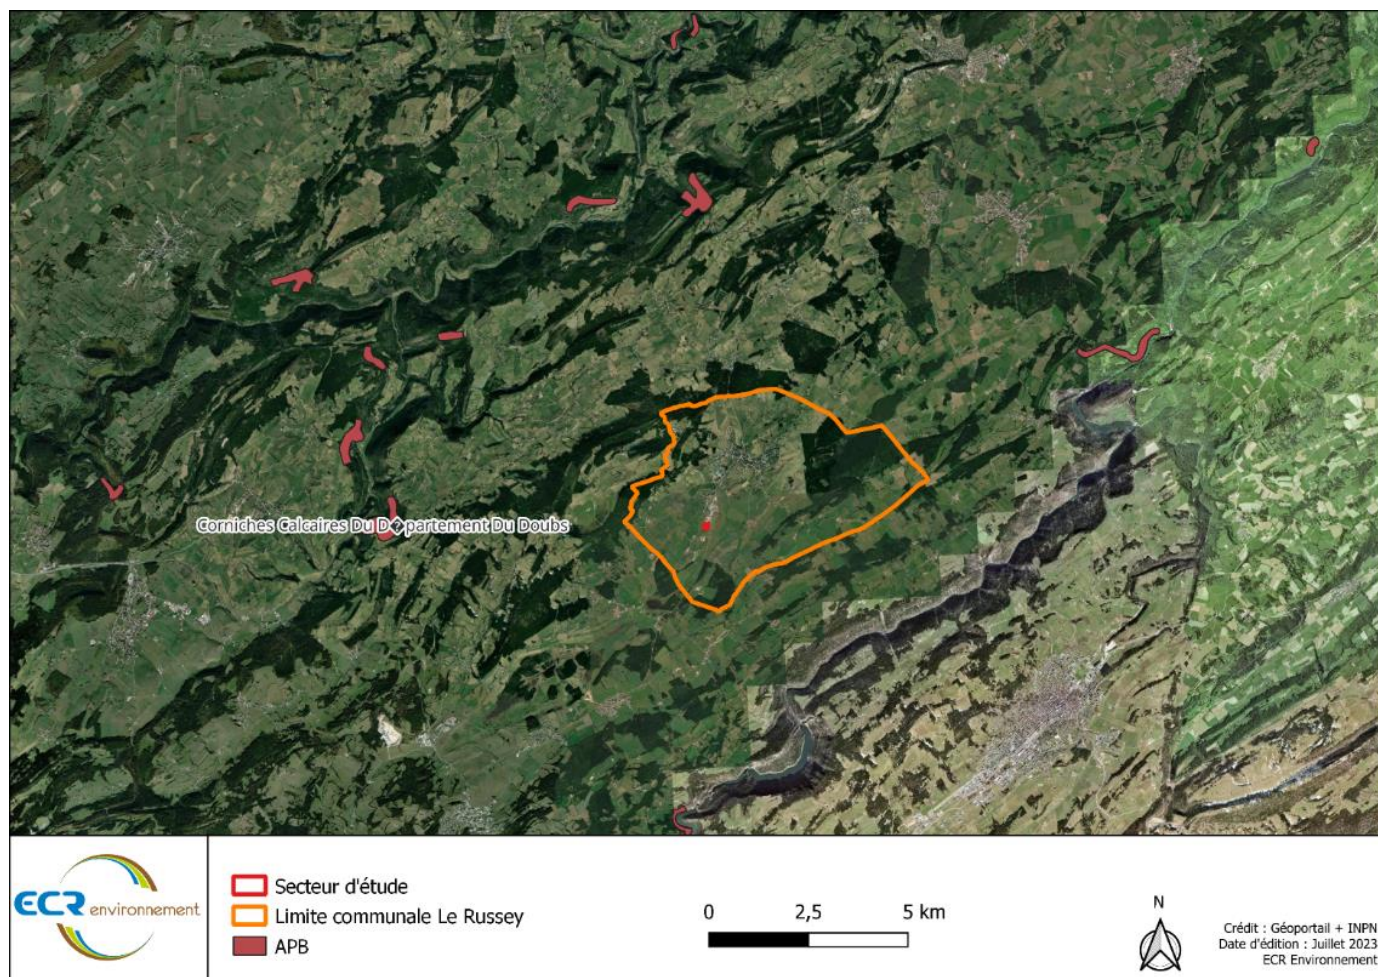 Corniches Calcaires Du D�partement Du Doubs
ECR environnement
Secteur d'étude
Limite communale Le Russey
APB
0 2,5 5 km
N
Crédit : Géoportail + INPN
Date d'édition : Juillet 2023
ECR Environnement